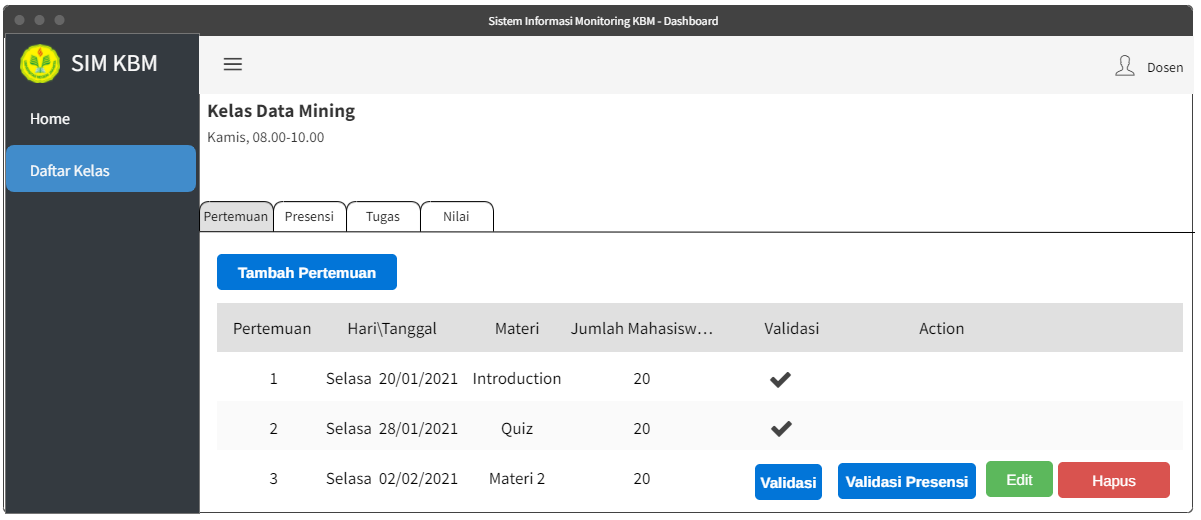 Sistem Informasi Monitoring KBM - Dashboard
SIM KBM
Dosen
Home
Daftar Kelas
Kelas Data Mining
Kamis, 08.00-10.00
Pertemuan Presensi Tugas Nilai
Tambah Pertemuan
Pertemuan Hari\Tanggal Materi Jumlah Mahasisw... Validasi Action
1 Selasa 20/01/2021 Introduction 20
2 Selasa 28/01/2021 Quiz 20
3 Selasa 02/02/2021 Materi 2 20 Validasi Validasi Presensi Edit Hapus